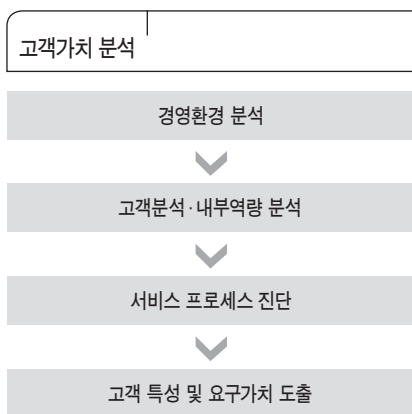 고객가치 분석
경영환경 분석
고객분석·내부역량 분석
서비스 프로세스 진단
고객 특성 및 요구가치 도출